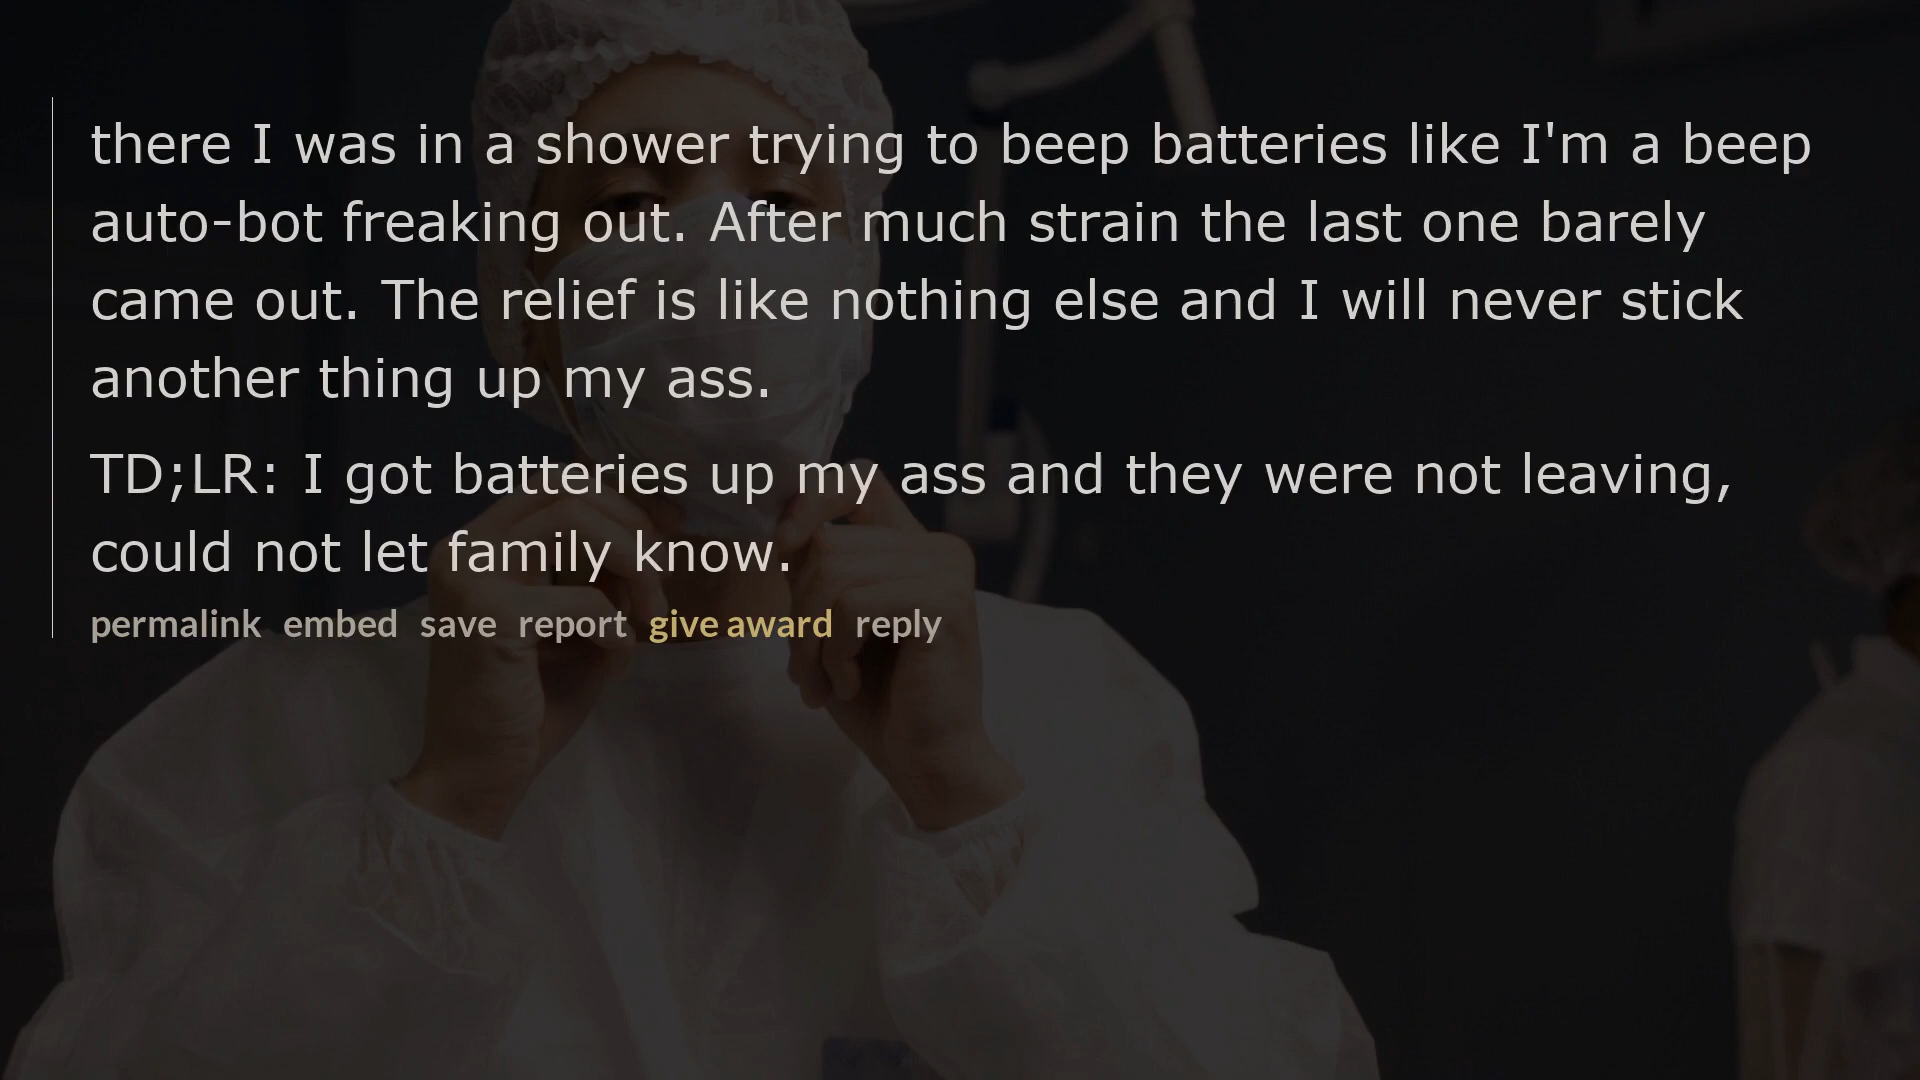 there I was in a shower trying to beep batteries like I'm a beep
auto-bot freaking out. After much strain the last one barely
came out. The relief is like nothing else and I will never stick
another thing up my ass.
TD;LR: I got batteries up my ass and they were not leaving,
could not let family know.
permalink embed save report give award reply